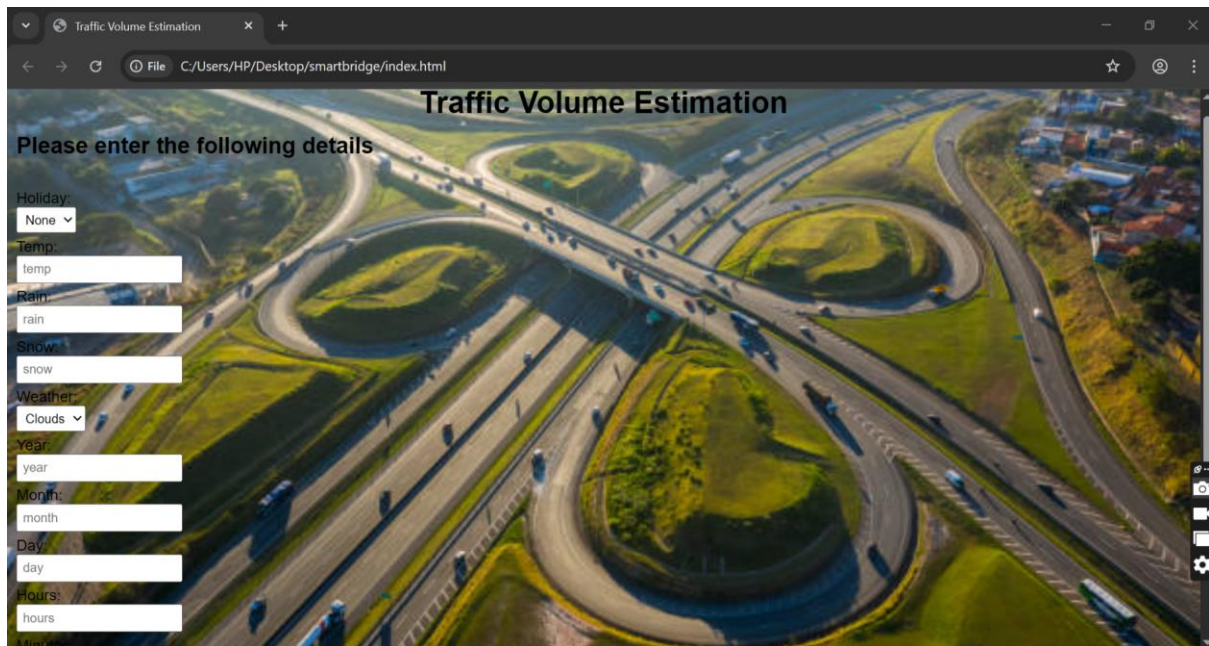 Traffic Volume Estimation
File C:/Users/HP/Desktop/smartbridge/index.html
Traffic Volume Estimation
Please enter the following details
Holiday:
None
Temp:
temp
Rain:
rain
Snow:
snow
Weather:
Clouds
Year:
year
Month:
month
Day:
day
Hours:
hours